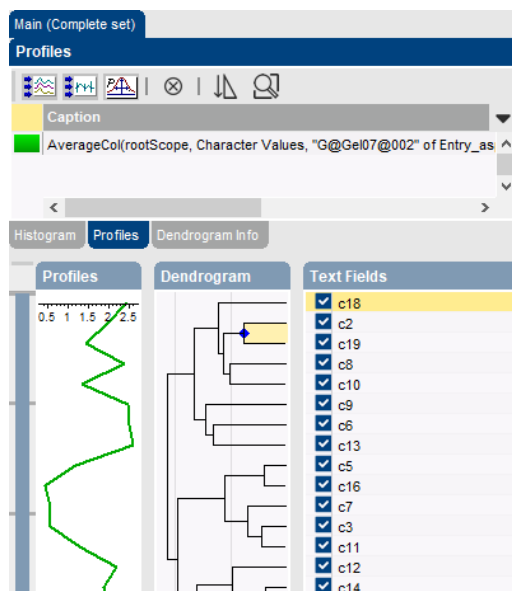 Main (Complete set)
Profiles
Caption
AverageCol(rootScope, Character Values, "G@Gel07@002" of Entry_as
Histogram Profiles Dendrogram Info
Profiles Dendrogram Text Fields
0.5 1 1.5 2 2.5
c18
c2
c19
c8
c10
c9
c6
c13
c5
c16
c7
c3
c11
c12
c14